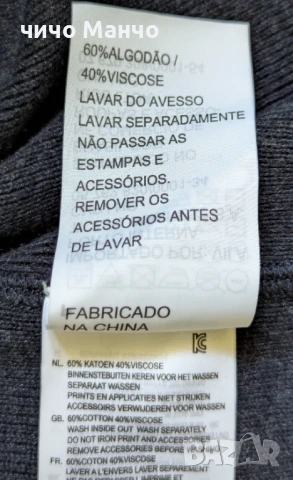 чичо Манчо
60%ALGODÃO /
40%VISCOSE
LAVAR DO AVESSO
LAVAR SEPARADAMENTE
NÃO PASSAR AS
ESTAMPAS E
ACESSÓRIOS.
REMOVER OS
ACESSÓRIOS ANTES
DE LAVAR
FABRICADO
NA CHINA
NL: 60% KATOEN 40%VISCOSE
BINNENSTEBUITEN KEREN VOOR HET WASSEN
SEPARAAT WASSEN
PRINTS EN APPLICATIES NIET STRIJKEN
ACCESSOIRS VERWIJDEREN VOOR WASSEN
GB: 60%COTTON 40%VISCOSE
WASH INSIDE OUT WASH SEPARATELY
DO NOT IRON PRINT AND ACCESSORIES
REMOVE ACCESSORIES BEFORE
FR: 60%COTON 40%VISCOSE
LAVER A L'ENVERS LAVER SEPAREMENT
BAZAR